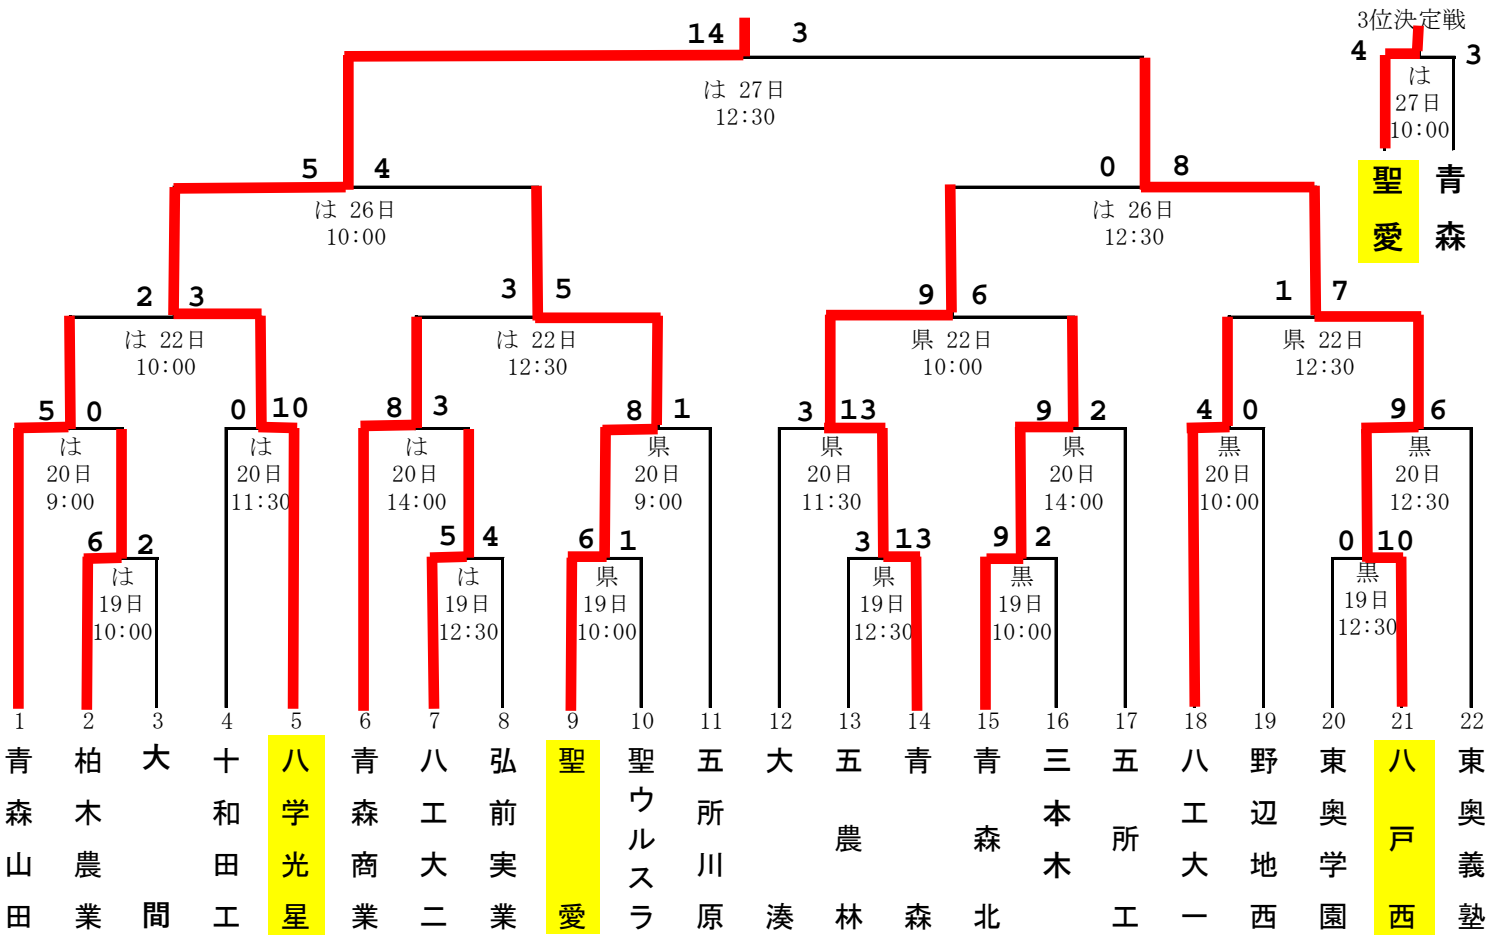 14 3
3位決定戦
4 3
は 27日
12:30
は
27日
10:00
聖愛 青森
5 4
0 8
は 26日
10:00
は 26日
12:30
2 3
3 5
9 6
1 7
は 22日
10:00
は 22日
12:30
県 22日
10:00
県 22日
12:30
5 0
0 10
8 3
8 1
3 13
9 2
4 0
9 6
は
20日
9:00
は
20日
11:30
は
20日
14:00
県
20日
9:00
県
20日
11:30
県
20日
14:00
黒
20日
10:00
黒
20日
12:30
6 2
5 4
6 1
3 13
9 2
0 10
は
19日
10:00
は
19日
12:30
県
19日
10:00
県
19日
12:30
黒
19日
10:00
黒
19日
12:30
1 2 3 4 5 6 7 8 9 10 11 12 13 14 15 16 17 18 19 20 21 22
青森山田
柏木農業
大間
十和田工
八学光星
青森商業
八工大二
弘前実業
聖愛
聖ウルスラ
五所川原
大湊
五農林
青森
青森北
三本木
五所工
八工大一
野辺地西
東奥学園
八戸西
東奥義塾